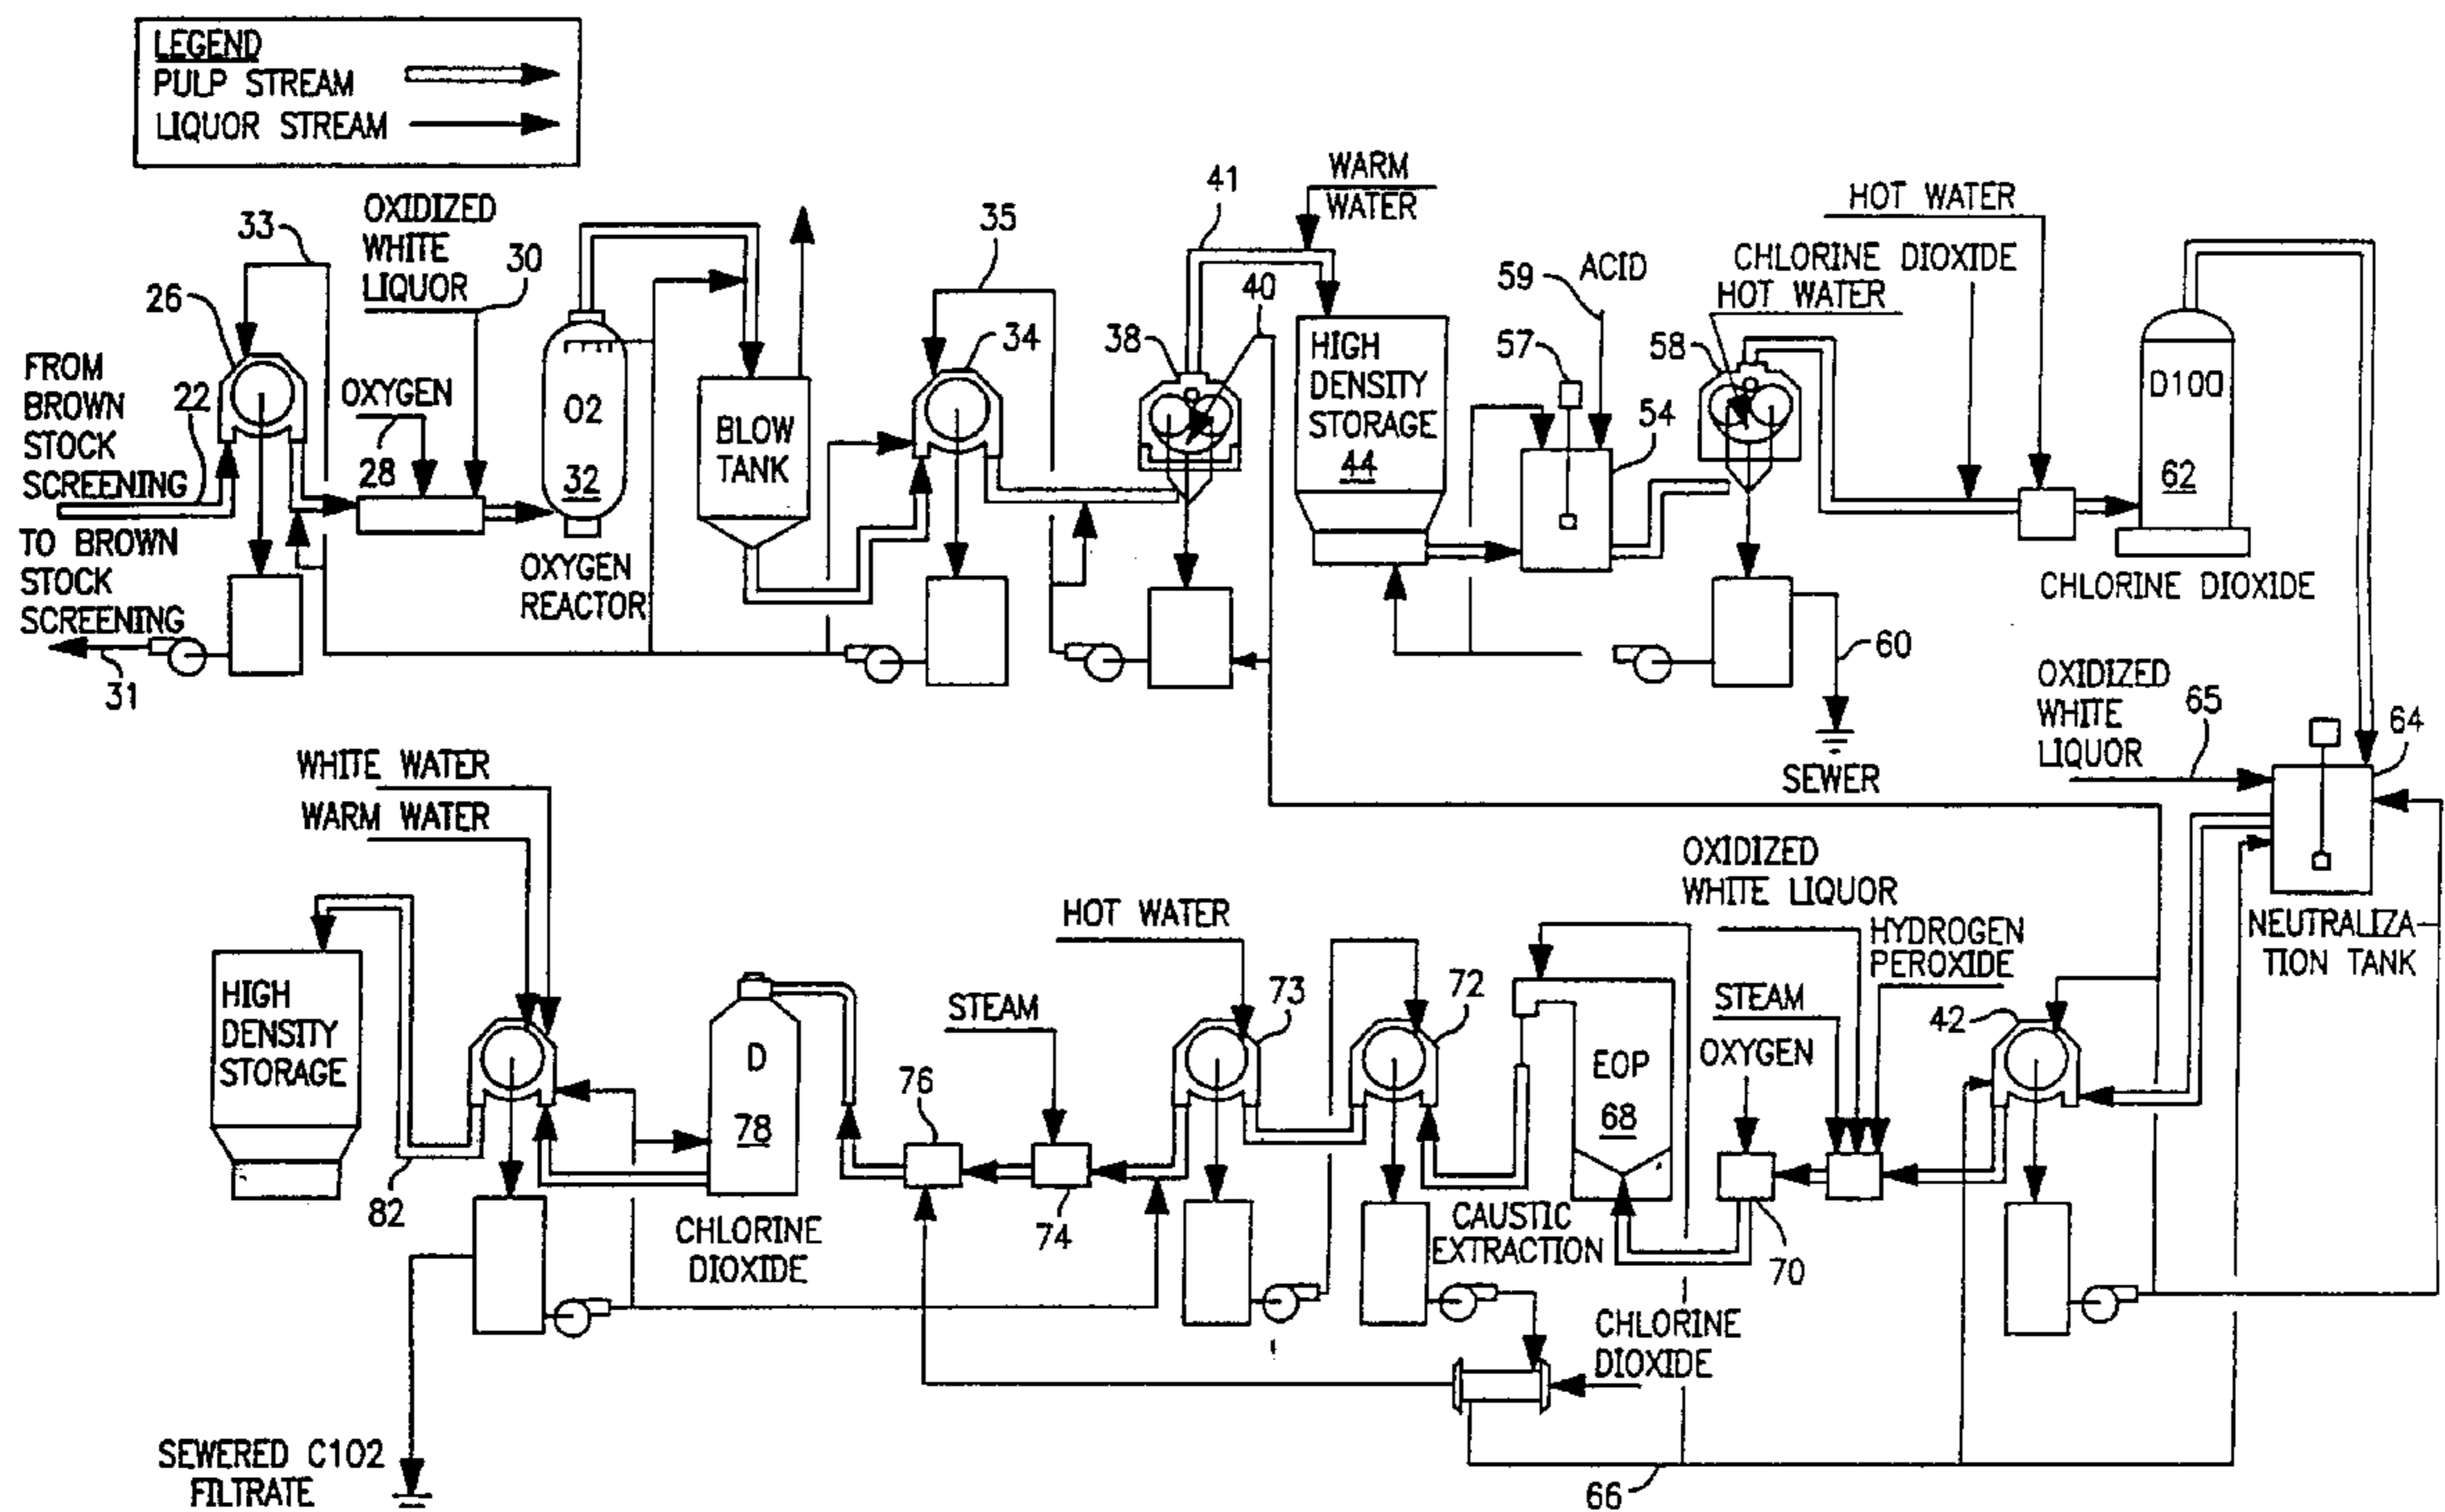 LEGEND
PULP STREAM
LIQUOR STREAM
33
OXIDIZED
WHITE
LIQUOR
30
26
FROM
BROWN
STOCK
SCREENING
22
OXYGEN
28
TO BROWN
STOCK
SCREENING
31
O2
32
OXYGEN
REACTOR
BLOW
TANK
35
34
41
WARM
WATER
38
40
HIGH
DENSITY
STORAGE
44
59
ACID
57
54
HOT WATER
CHLORINE DIOXIDE
HOT WATER
58
60
SEWER
D100
62
CHLORINE DIOXIDE
OXIDIZED
WHITE
LIQUOR
65
64
NEUTRALIZA-
TION TANK
WHITE WATER
WARM WATER
HIGH
DENSITY
STORAGE
82
SEWERED C102
FILTRATE
D
78
CHLORINE
DIOXIDE
76
STEAM
74
HOT WATER
73
72
EOP
68
CAUSTIC
EXTRACTION
CHLORINE
DIOXIDE
66
OXIDIZED
WHITE LIQUOR
HYDROGEN
PEROXIDE
STEAM
OXYGEN
70
42